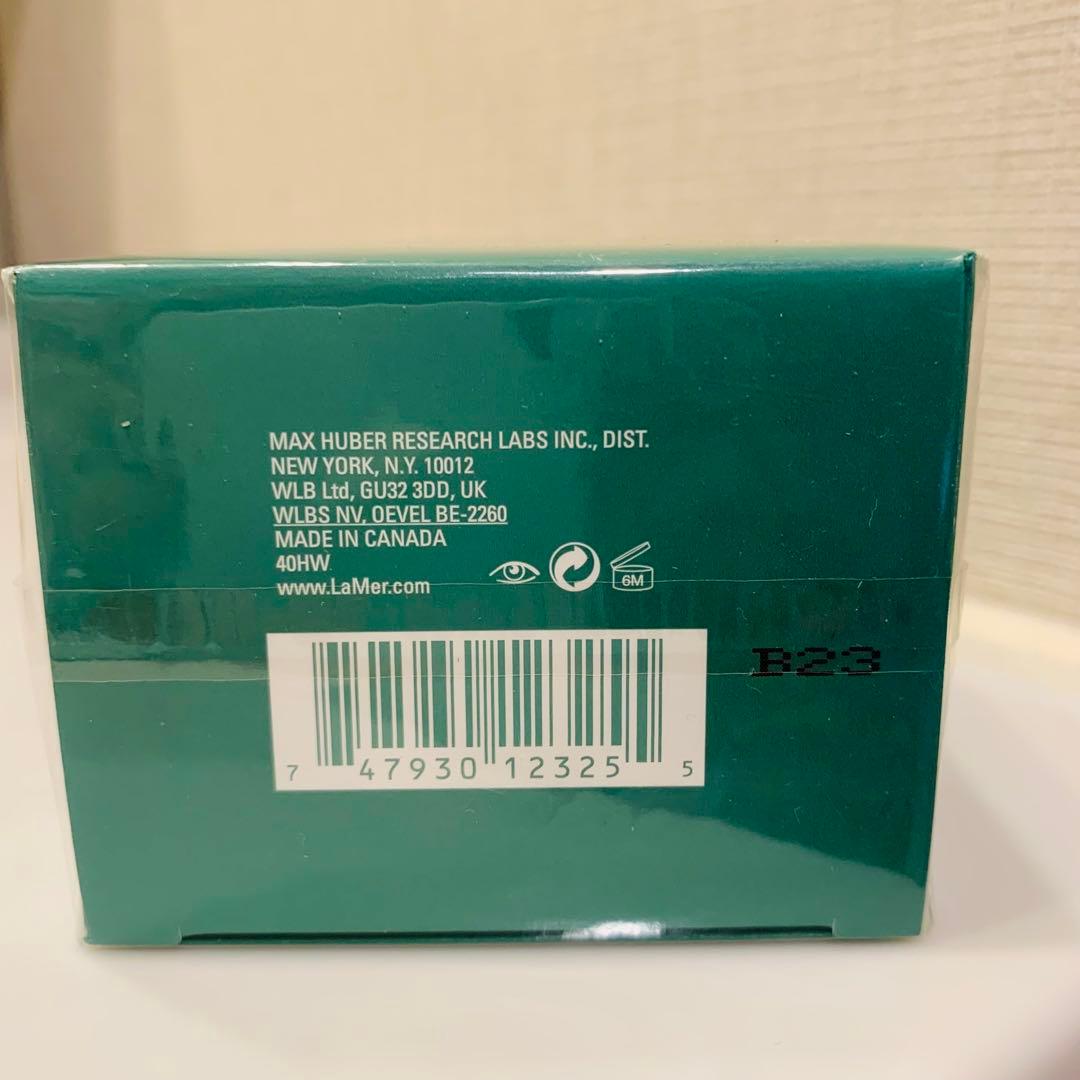 MAX HUBER RESEARCH LABS INC., DIST.
NEW YORK, N.Y. 10012
WLB Ltd, GU32 3DD, UK
WLBS NV, OEVEL BE-2260
MADE IN CANADA
40HW
www.LaMer.com
6M
B23
7 47930 12325 5